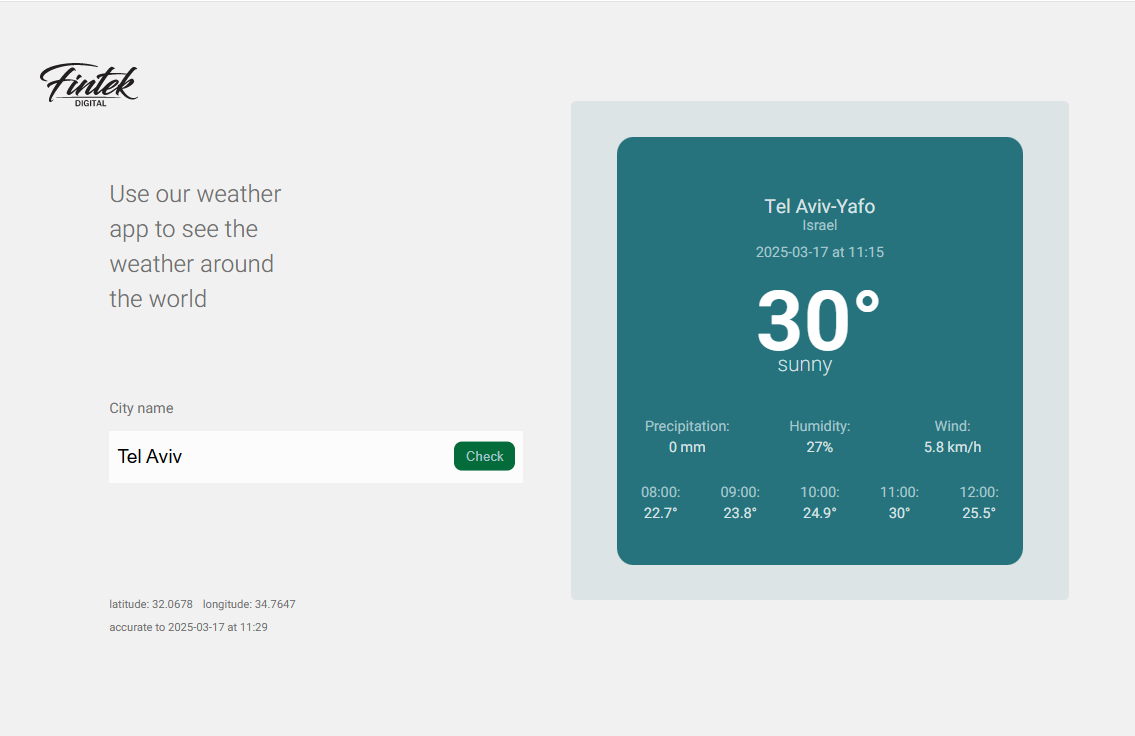 Fintek
DIGITAL
Use our weather
app to see the
weather around
the world
City name
Tel Aviv
Check
latitude: 32.0678 longitude: 34.7647
accurate to 2025-03-17 at 11:29
Tel Aviv-Yafo
Israel
2025-03-17 at 11:15
30°
sunny
Precipitation: Humidity: Wind:
0 mm 27% 5.8 km/h
08:00: 09:00: 10:00: 11:00: 12:00:
22.7° 23.8° 24.9° 30° 25.5°